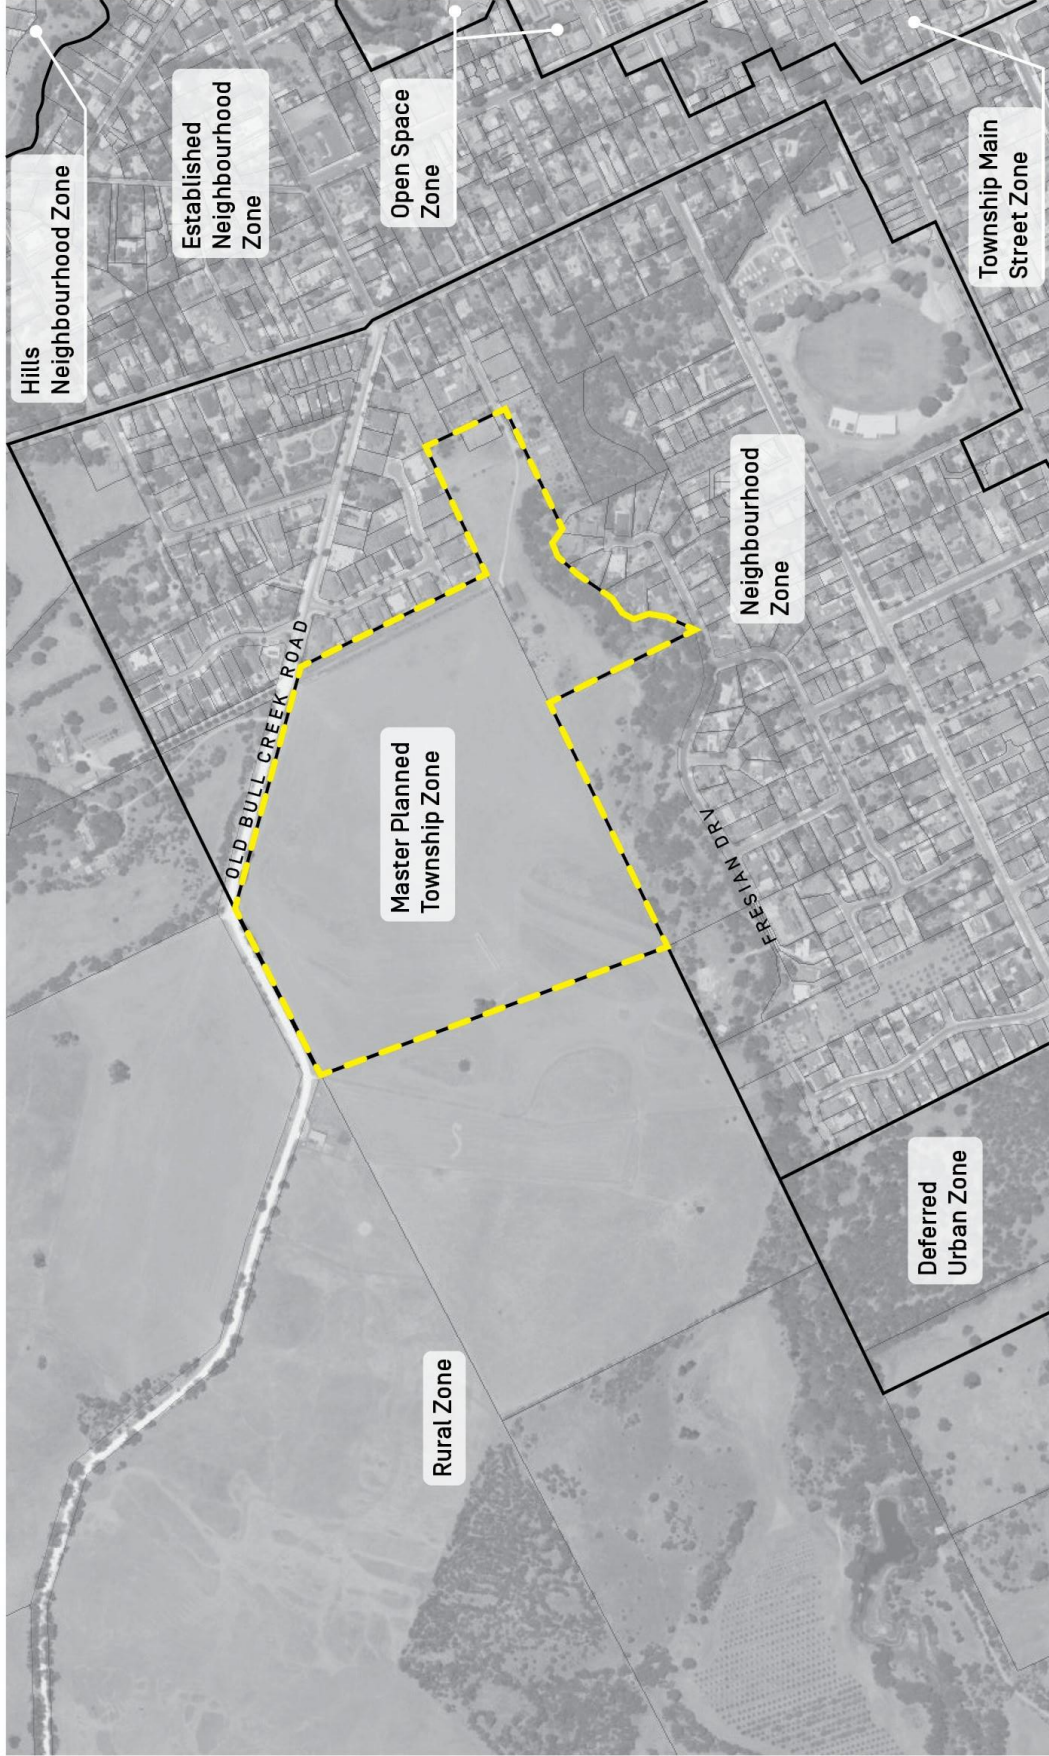 Hills
Neighbourhood Zone
Established
Neighbourhood
Zone
Open Space
Zone
Township Main
Street Zone
OLD BULL CREEK ROAD
Master Planned
Township Zone
Neighbourhood
Zone
FRESIAN DRV
Rural Zone
Deferred
Urban Zone